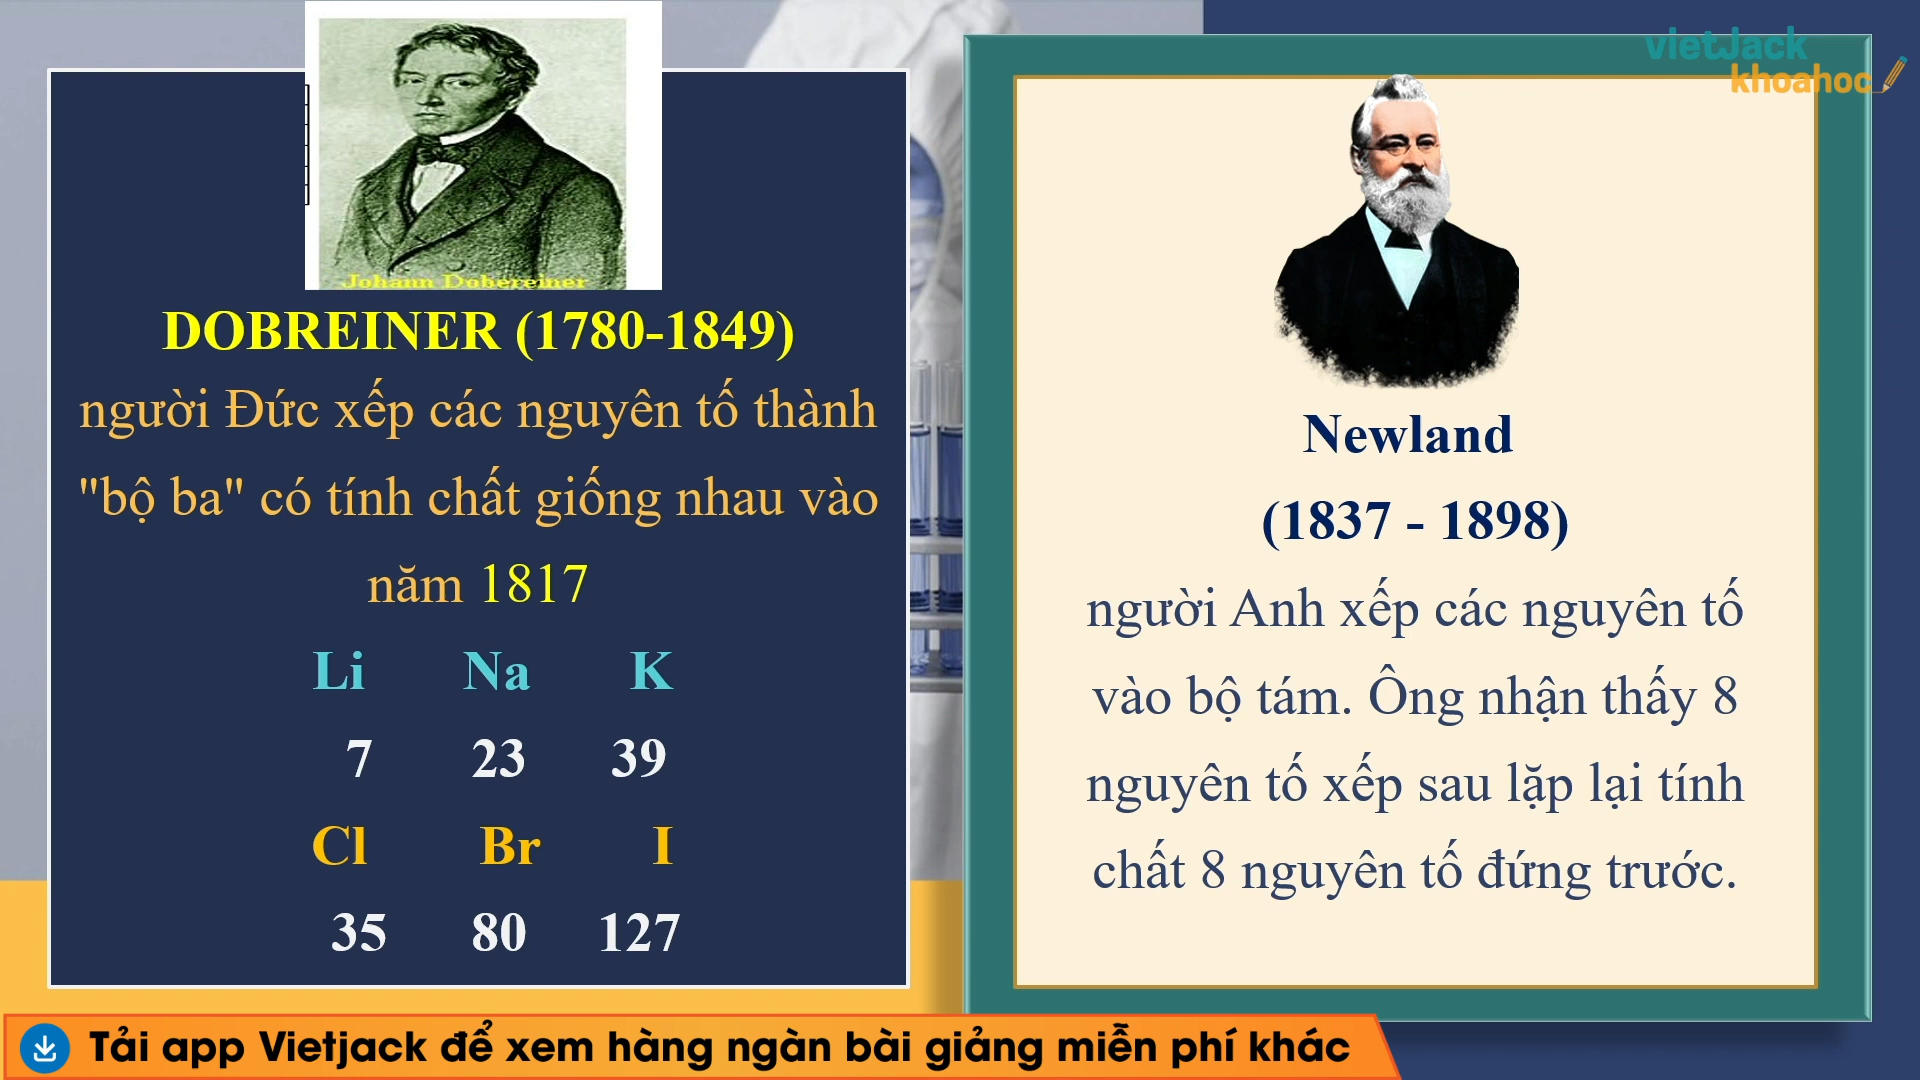 Johann Dobereiner
DOBREINER (1780-1849)
người Đức xếp các nguyên tố thành
"bộ ba" có tính chất giống nhau vào
năm 1817
Li Na K
7 23 39
Cl Br I
35 80 127
vietJack
khoahoc
Newland
(1837 - 1898)
người Anh xếp các nguyên tố
vào bộ tám. Ông nhận thấy 8
nguyên tố xếp sau lặp lại tính
chất 8 nguyên tố đứng trước.
Tải app Vietjack để xem hàng ngàn bài giảng miễn phí khác